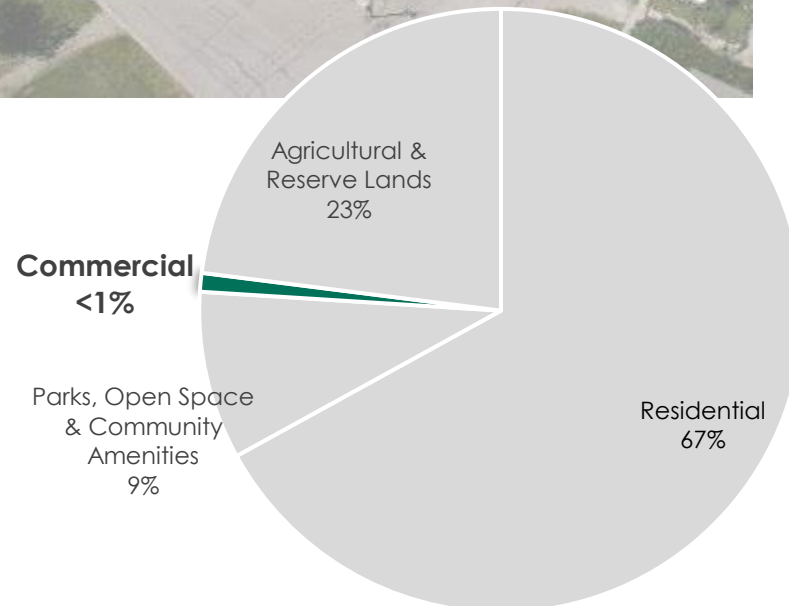 Agricultural &
Reserve Lands
23%
Commercial
<1%
Parks, Open Space
& Community
Amenities
9%
Residential
67%